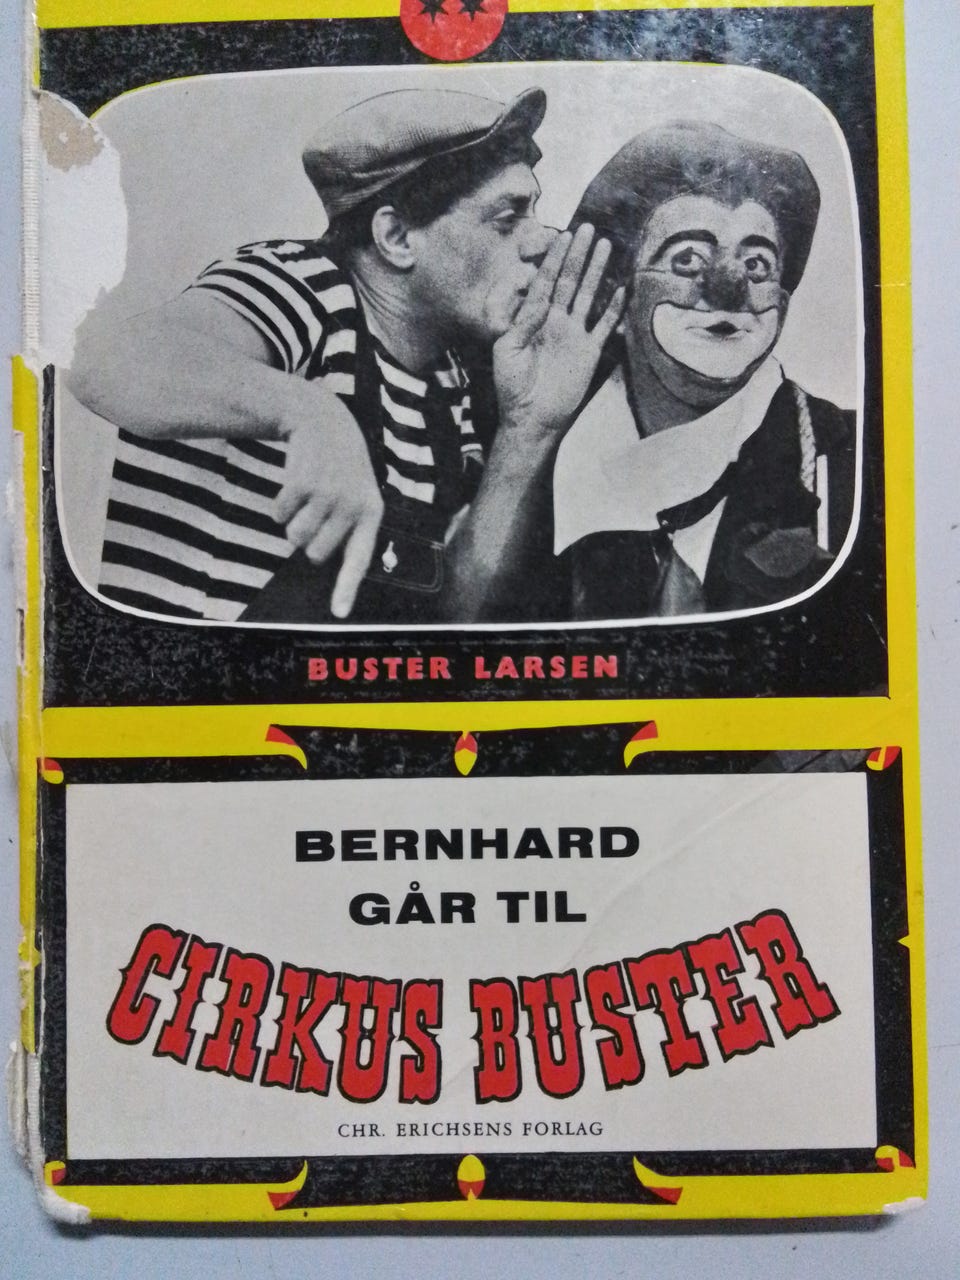 BUSTER LARSEN
BERNHARD
GÅR TIL
CIRKUS BUSTER
CHR. ERICHSENS FORLAG